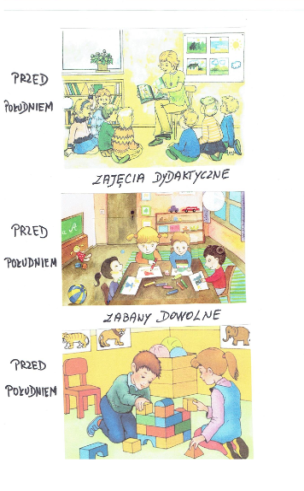 PRZED
POŁUDNIEM
ZAJĘCIA DYDAKTYCZNE
PRZED
POŁUDNIEM
ZABAWY DOWOLNE
PRZED
POŁUDNIEM